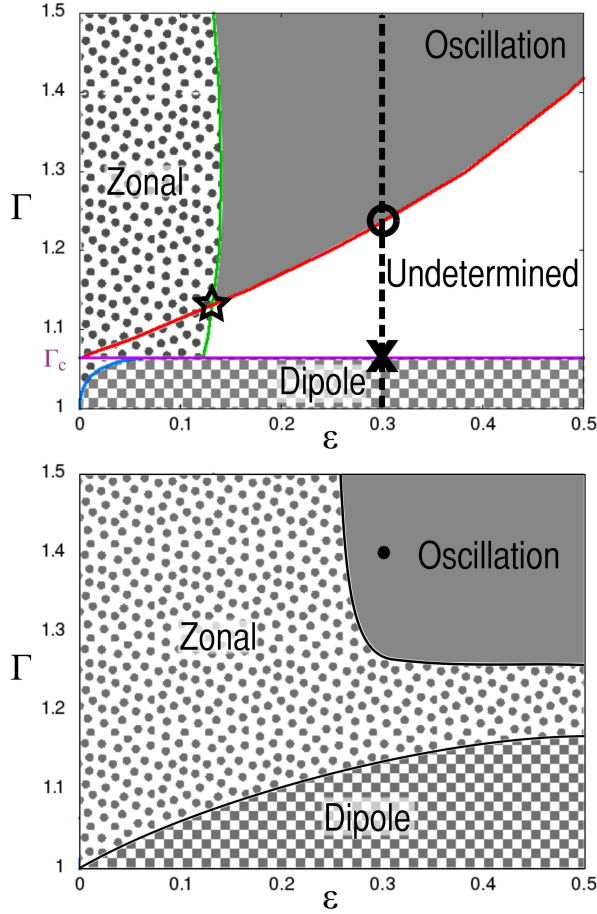 1.5
Oscillation
1.4
1.3
Zonal
Γ
1.2
Undetermined
1.1
Γc
Dipole
1
0 0.1 0.2 0.3 0.4 0.5
ε
1.5
1.4
Oscillation
1.3
Zonal
Γ
1.2
1.1
Dipole
1
0 0.1 0.2 0.3 0.4 0.5
ε